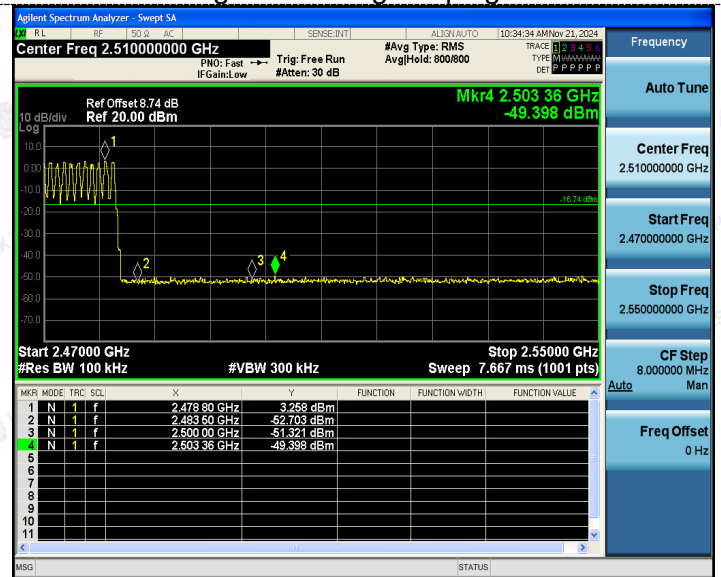 Agilent Spectrum Analyzer - Swept SA
LXI RL RF 50 Ω AC SENSE:INT ALIGN AUTO 10:34:34 AM Nov 21, 2024
Center Freq 2.510000000 GHz
PNO: Fast
IFGain:Low
Trig: Free Run
#Atten: 30 dB
#Avg Type: RMS
Avg|Hold: 800/800
TRACE 1 2 3 4 5 6
TYPE M
DET P P P P P P
Ref Offset 8.74 dB
Ref 20.00 dBm
10 dB/div
Log
Mkr4 2.503 36 GHz
-49.398 dBm
10.0
0.00
-10.0
-20.0
-30.0
-40.0
-50.0
-60.0
-70.0
1
2
3
4
-16.74 dBm
Start 2.47000 GHz Stop 2.55000 GHz
#Res BW 100 kHz #VBW 300 kHz Sweep 7.667 ms (1001 pts)
MKR MODE TRC SCL X Y FUNCTION FUNCTION WIDTH FUNCTION VALUE
1 N 1 f 2.478 80 GHz 3.258 dBm
2 N 1 f 2.483 50 GHz -52.703 dBm
3 N 1 f 2.500 00 GHz -51.321 dBm
4 N 1 f 2.503 36 GHz -49.398 dBm
5
6
7
8
9
10
11
MSG STATUS
Frequency
Auto Tune
Center Freq
2.510000000 GHz
Start Freq
2.470000000 GHz
Stop Freq
2.550000000 GHz
CF Step
8.000000 MHz
Auto Man
Freq Offset
0 Hz